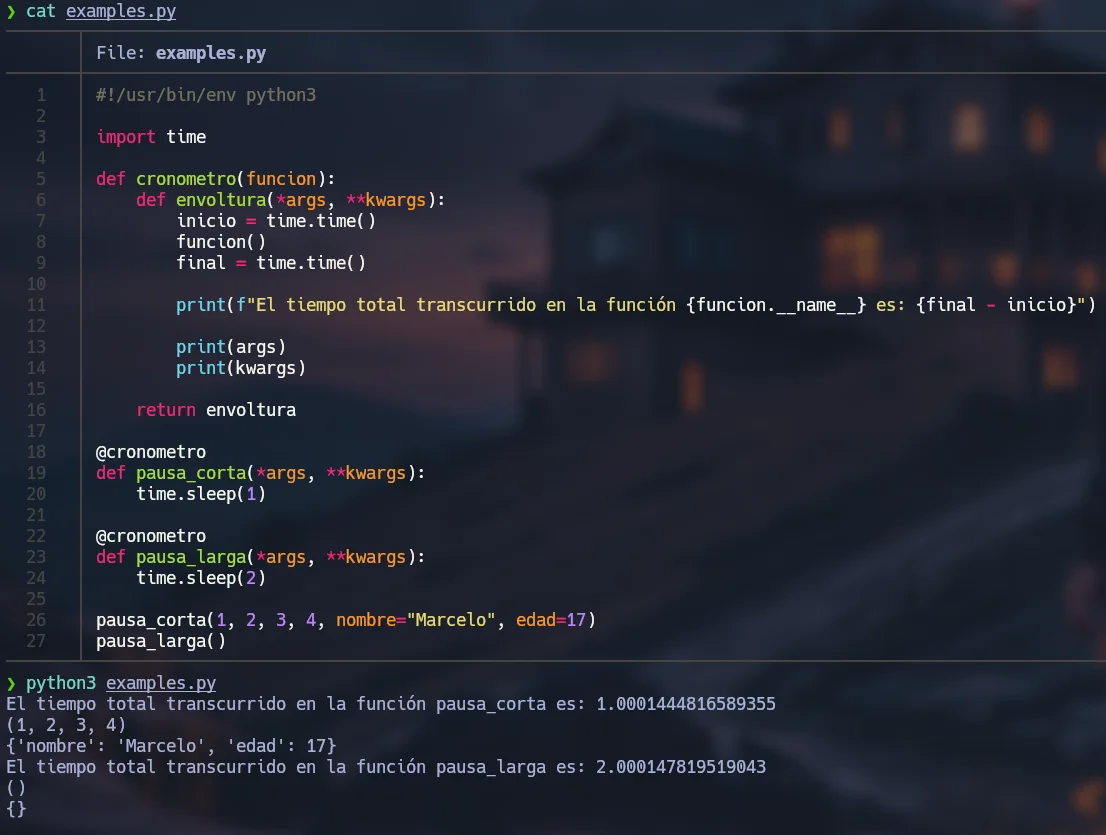 ❯ cat examples.py
File: examples.py
1 #!/usr/bin/env python3
2
3 import time
4
5 def cronometro(funcion):
6     def envoltura(*args, **kwargs):
7         inicio = time.time()
8         funcion()
9         final = time.time()
10
11         print(f"El tiempo total transcurrido en la función {funcion.__name__} es: {final - inicio}")
12
13         print(args)
14         print(kwargs)
15
16     return envoltura
17
18 @cronometro
19 def pausa_corta(*args, **kwargs):
20     time.sleep(1)
21
22 @cronometro
23 def pausa_larga(*args, **kwargs):
24     time.sleep(2)
25
26 pausa_corta(1, 2, 3, 4, nombre="Marcelo", edad=17)
27 pausa_larga()
❯ python3 examples.py
El tiempo total transcurrido en la función pausa_corta es: 1.0001444816589355
(1, 2, 3, 4)
{'nombre': 'Marcelo', 'edad': 17}
El tiempo total transcurrido en la función pausa_larga es: 2.000147819519043
()
{}